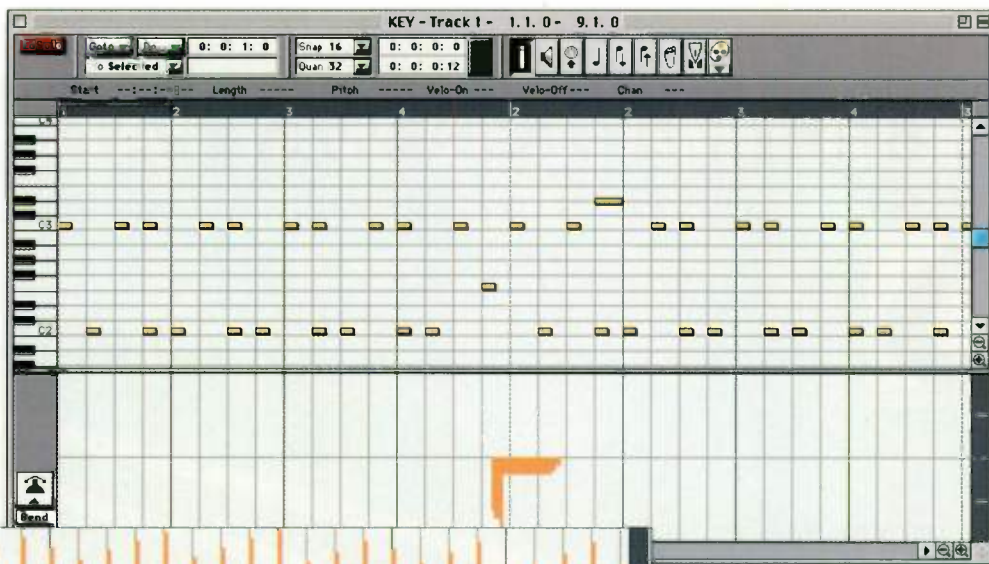 KEY - Track 1 - 1. 1. 0 - 9. 1. 0
Goto 0: 0: 1: 0 Snap 16 0: 0: 0: 0
Selected Quan 32 0: 0: 0:12
Start --:--:-- Length ----- Pitch ----- Velo-On --- Velo-Off --- Chan ---
2 3 4 2 2 3 4 3
C4
C3
C2
Bend